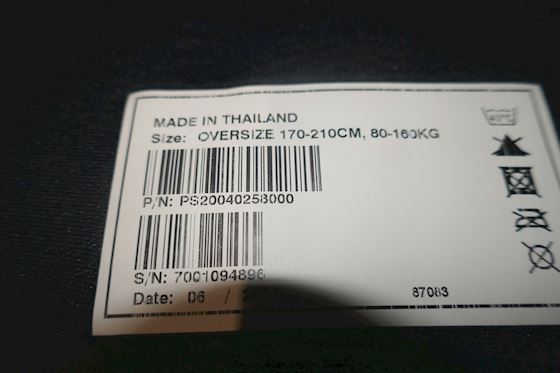 MADE IN THAILAND
Size: OVERSIZE 170-210CM, 80-160KG
P/N: PS20040258000
S/N: 7001094896
Date: 06 /
87083